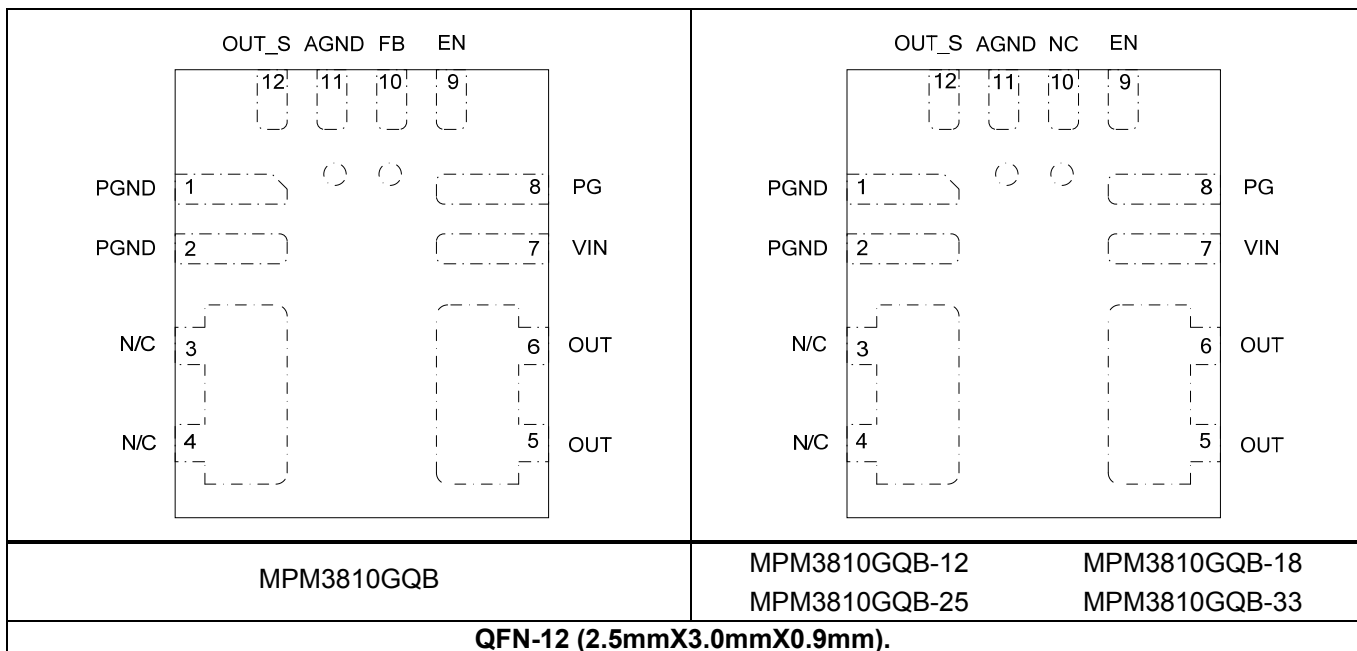 OUT_S AGND FB EN
12 11 10 9
PGND 1 8 PG
PGND 2 7 VIN
N/C 3 6 OUT
N/C 4 5 OUT
MPM3810GQB
OUT_S AGND NC EN
12 11 10 9
PGND 1 8 PG
PGND 2 7 VIN
N/C 3 6 OUT
N/C 4 5 OUT
MPM3810GQB-12 MPM3810GQB-18
MPM3810GQB-25 MPM3810GQB-33
QFN-12 (2.5mmX3.0mmX0.9mm).